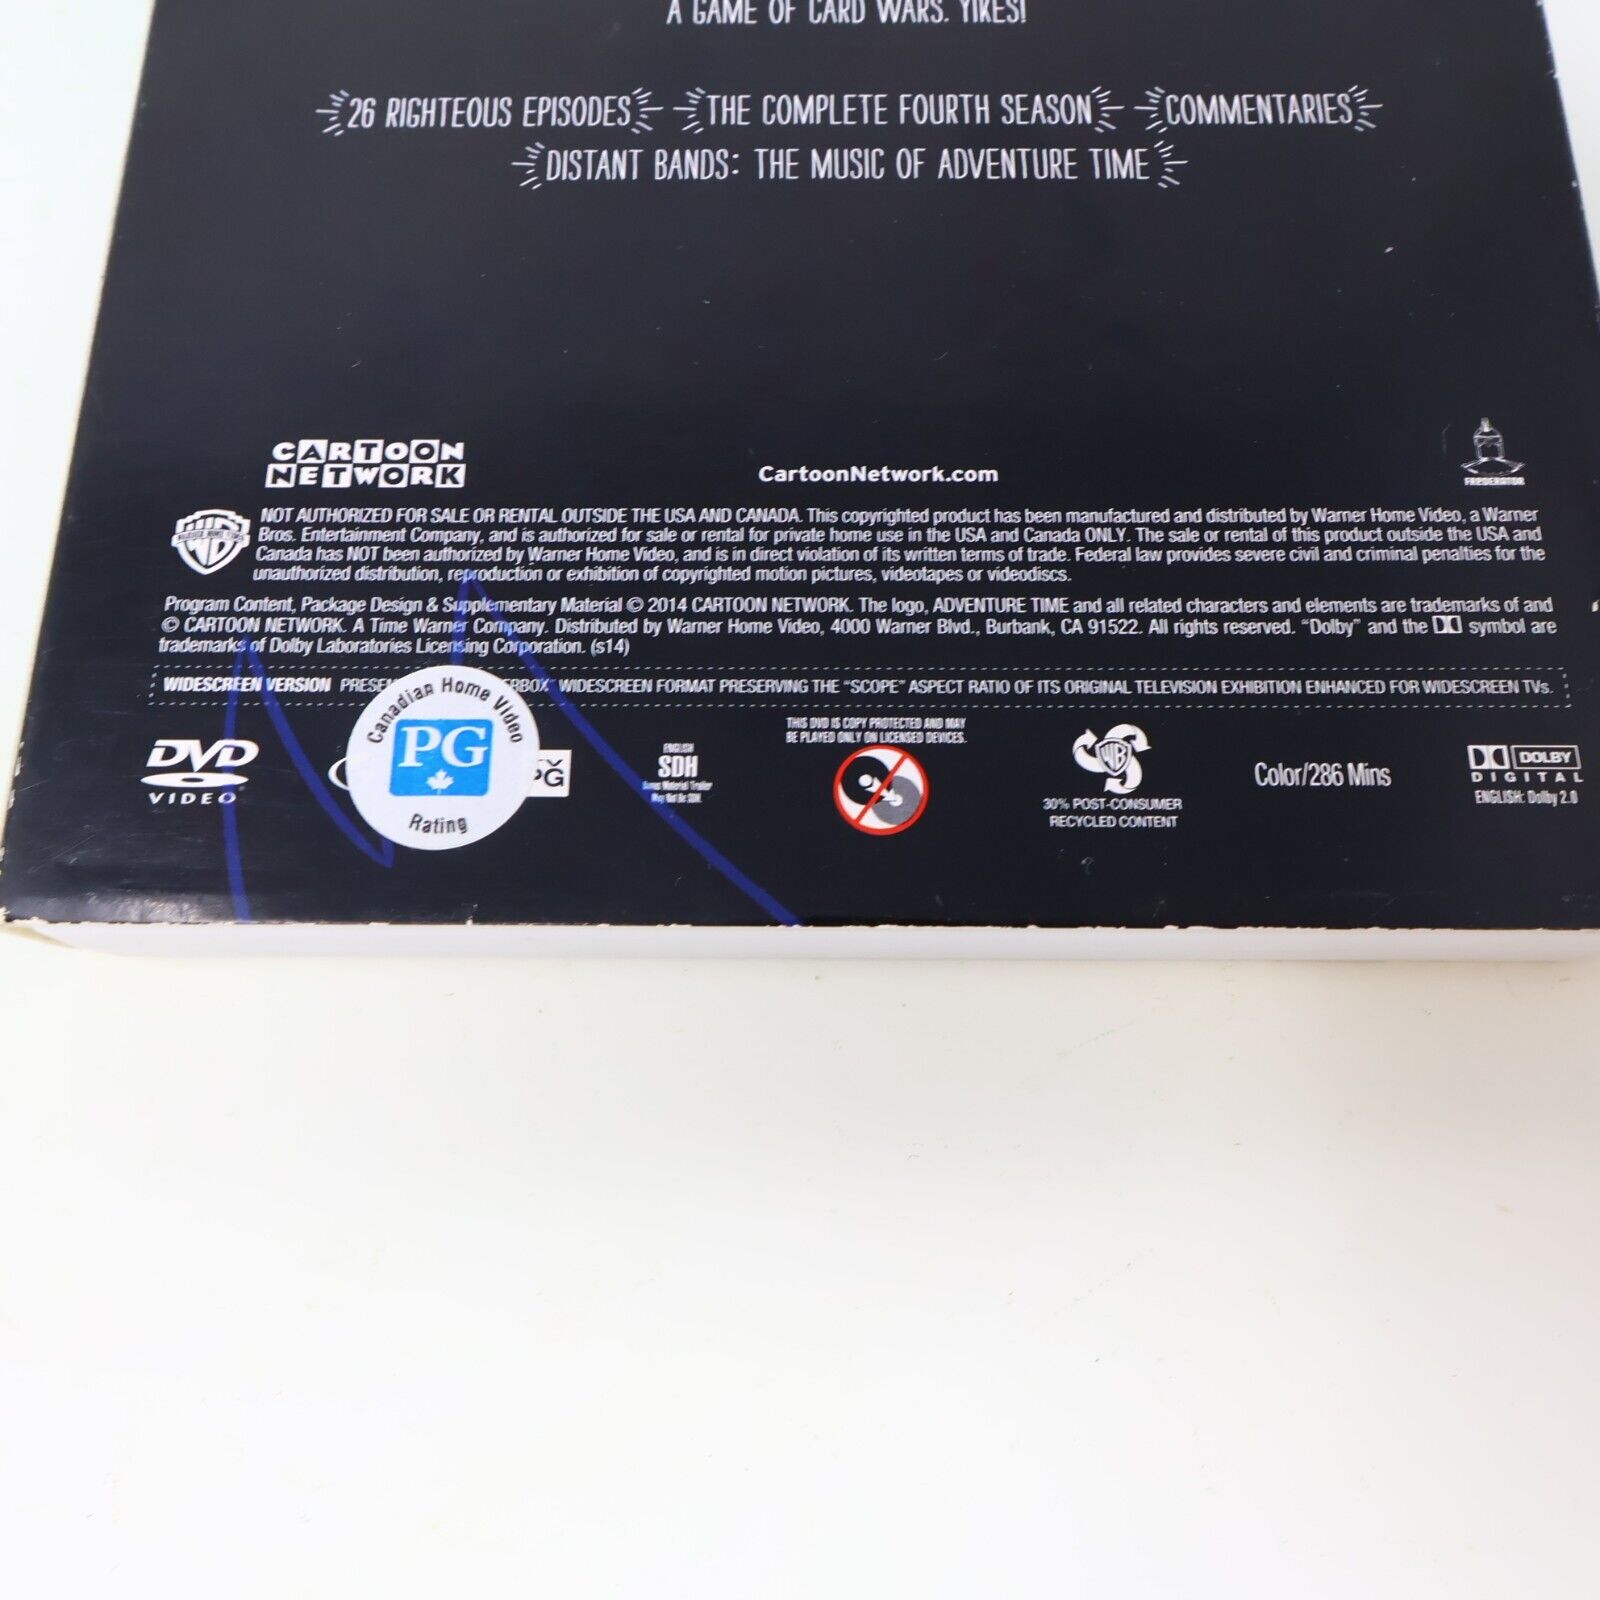 A GAME OF CARD WARS. YIKES!
26 RIGHTEOUS EPISODES THE COMPLETE FOURTH SEASON COMMENTARIES
DISTANT BANDS: THE MUSIC OF ADVENTURE TIME
CARTOON
NETWORK
CartoonNetwork.com
FREDERATOR
WB
NOT AUTHORIZED FOR SALE OR RENTAL OUTSIDE THE USA AND CANADA. This copyrighted product has been manufactured and distributed by Warner Home Video, a Warner
Bros. Entertainment Company, and is authorized for sale or rental for private home use in the USA and Canada ONLY. The sale or rental of this product outside the USA and
Canada has NOT been authorized by Warner Home Video, and is in direct violation of its written terms of trade. Federal law provides severe civil and criminal penalties for the
unauthorized distribution, reproduction or exhibition of copyrighted motion pictures, videotapes or videodiscs.
Program Content, Package Design & Supplementary Material © 2014 CARTOON NETWORK. The logo, ADVENTURE TIME and all related characters and elements are trademarks of and
© CARTOON NETWORK. A Time Warner Company. Distributed by Warner Home Video, 4000 Warner Blvd., Burbank, CA 91522. All rights reserved. "Dolby" and the symbol are
trademarks of Dolby Laboratories Licensing Corporation. (s14)
WIDESCREEN VERSION WIDESCREEN FORMAT PRESERVING THE "SCOPE" ASPECT RATIO OF ITS ORIGINAL TELEVISION EXHIBITION ENHANCED FOR WIDESCREEN TVs.
Canadian Home Video
PG
Rating
DVD
VIDEO
PG
ENGLISH
SDH
Bonus Material/Trailer
May Not Be SDH.
THIS DVD IS COPY PROTECTED AND MAY
BE PLAYED ONLY ON LICENSED DEVICES.
WB
30% POST-CONSUMER
RECYCLED CONTENT
Color/286 Mins
DOLBY
DIGITAL
ENGLISH: Dolby 2.0